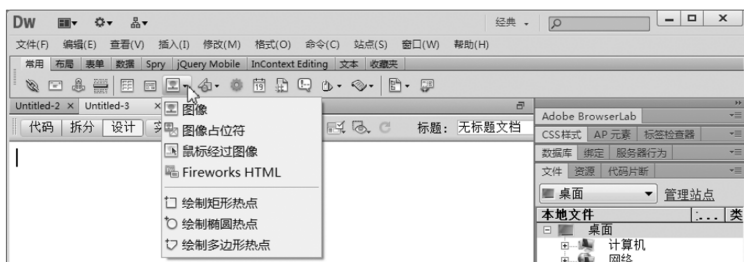 DW 经典
文件(F) 编辑(E) 查看(V) 插入(I) 修改(M) 格式(O) 命令(C) 站点(S) 窗口(W) 帮助(H)
常用 布局 表单 数据 Spry jQuery Mobile InContext Editing 文本 收藏夹
Untitled-2 × Untitled-3 ×
代码 拆分 设计 标题: 无标题文档
图像
图像占位符
鼠标经过图像
Fireworks HTML
绘制矩形热点
绘制椭圆热点
绘制多边形热点
Adobe BrowserLab
CSS样式 AP 元素 标签检查器
数据库 绑定 服务器行为
文件 资源 代码片断
桌面 管理站点
本地文件 类
桌面
计算机
网络